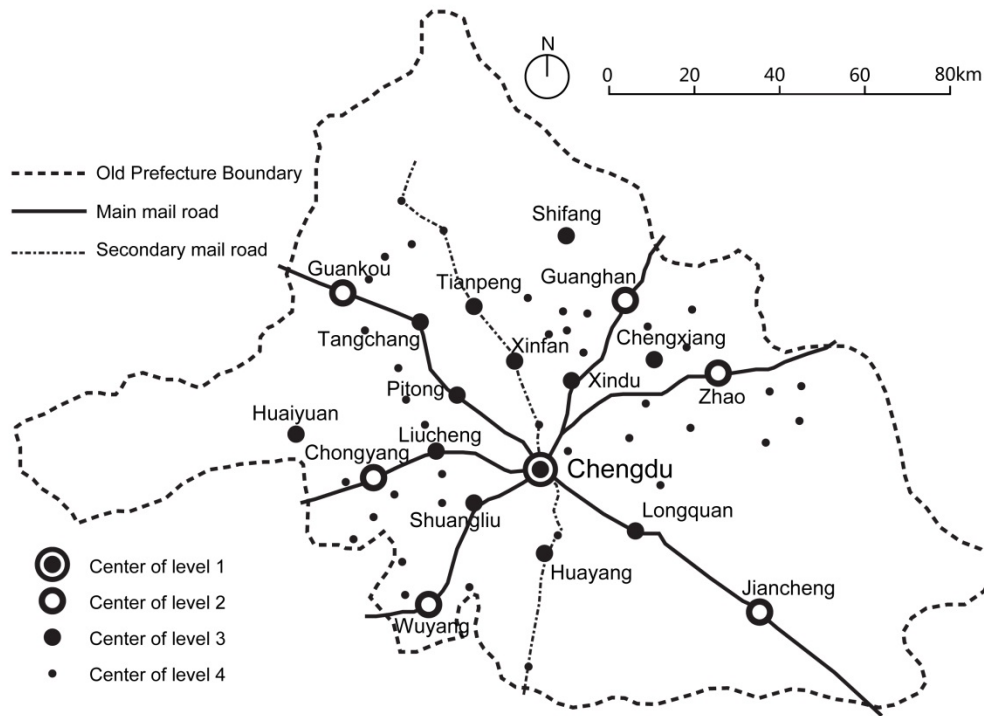 N
0 20 40 60 80km
Old Prefecture Boundary
Main mail road
Secondary mail road
Shifang
Guankou
Tianpeng
Guanghan
Tangchang
Xinfan
Chengxiang
Pitong
Xindu
Zhao
Huaiyuan
Liucheng
Chongyang
Chengdu
Shuangliu
Longquan
Huayang
Jiancheng
Wuyang
Center of level 1
Center of level 2
Center of level 3
Center of level 4